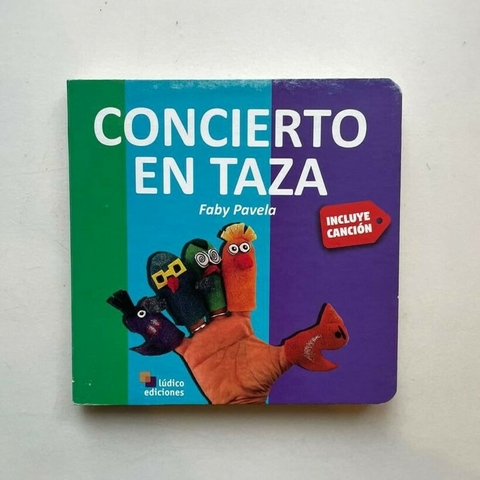 CONCIERTO
EN TAZA
Faby Pavela
INCLUYE
CANCIÓN
lúdico
ediciones